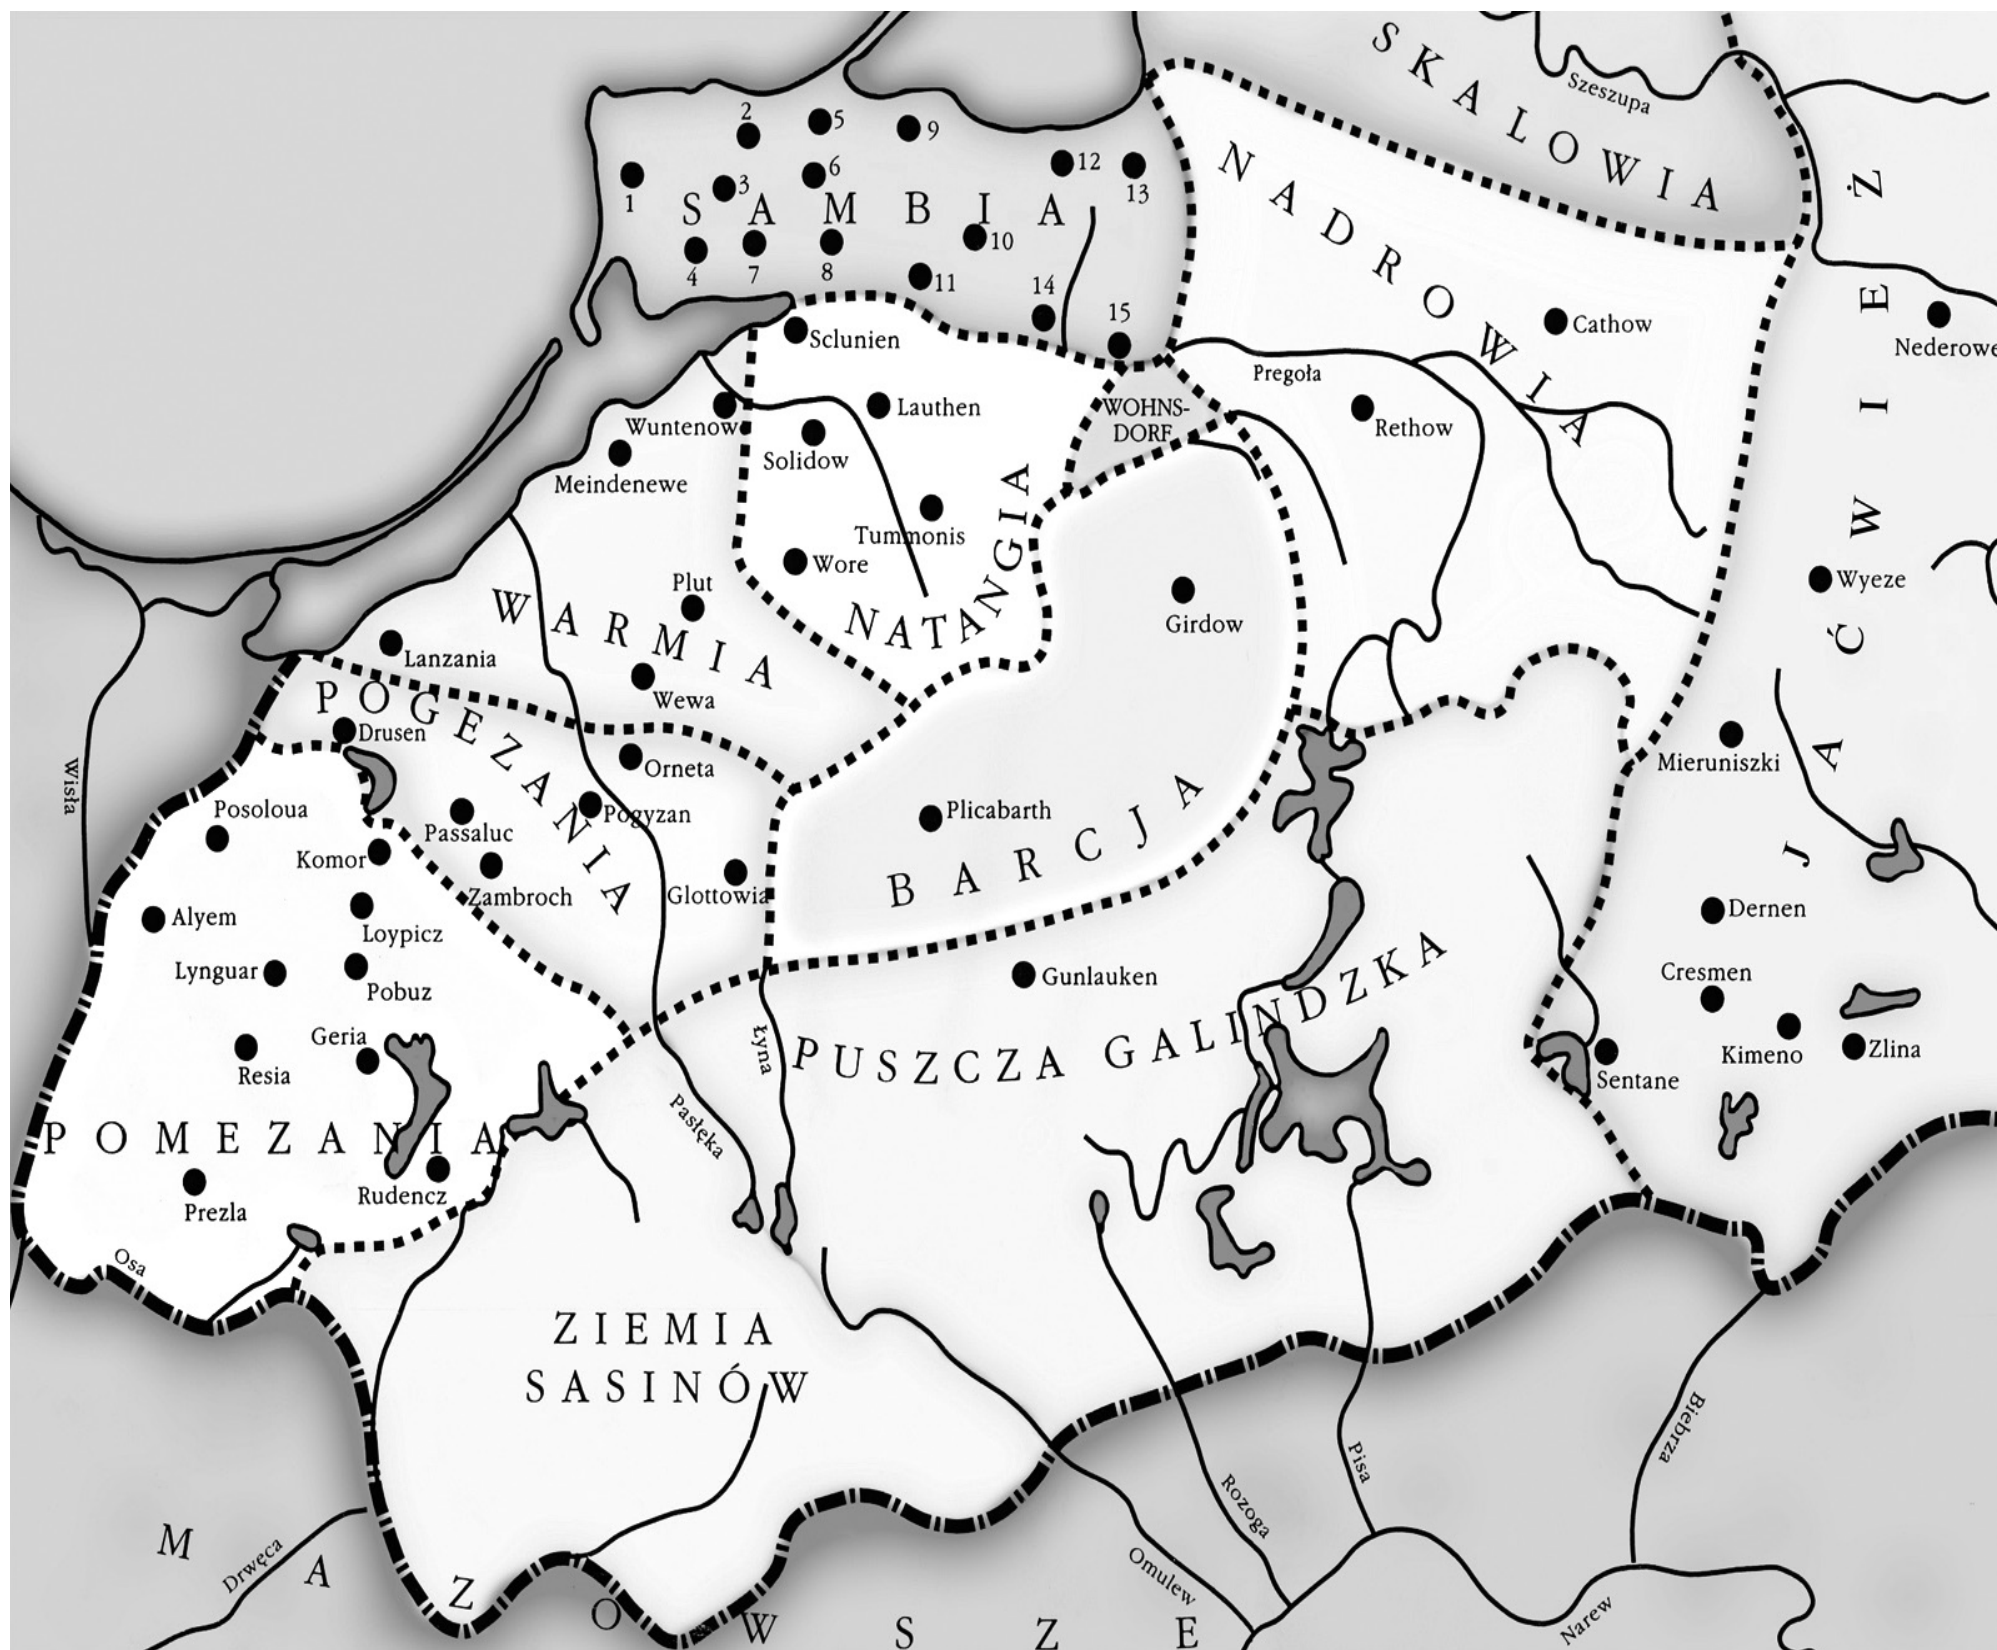 SKALOWIA
Szeszupa
2
5
9
6
12
1
3
13
SAMBIA
10
4
7
8
11
14
15
NADROWIA
Cathow
Pregoła
Rethow
JAĆWIEŻ
Nederowe
Wyeze
Mieruniszki
Dernen
Cresmen
Kimeno
Zlina
Sentane
Sclunien
Lauthen
Solidow
Tummonis
Wore
NATANGIA
WOHNS-
DORF
Wuntenowe
Meindenewe
Plut
WARMIA
Lanzania
Wewa
Girdow
Plicabarth
BARCJA
POGEZANIA
Drusen
Orneta
Pogyzan
Passaluc
Zambroch
Glottowia
Wisła
Posoloua
Komor
Alyem
Loypicz
Lynguar
Pobuz
Geria
Resia
POMEZANIA
Rudencz
Prezla
Osa
Gunlauken
PUSZCZA GALINDZKA
Łyna
Pasłęka
ZIEMIA
SASINÓW
Drwęca
Rozoga
Pisa
Biebrza
Omulew
Narew
MAZOWSZE